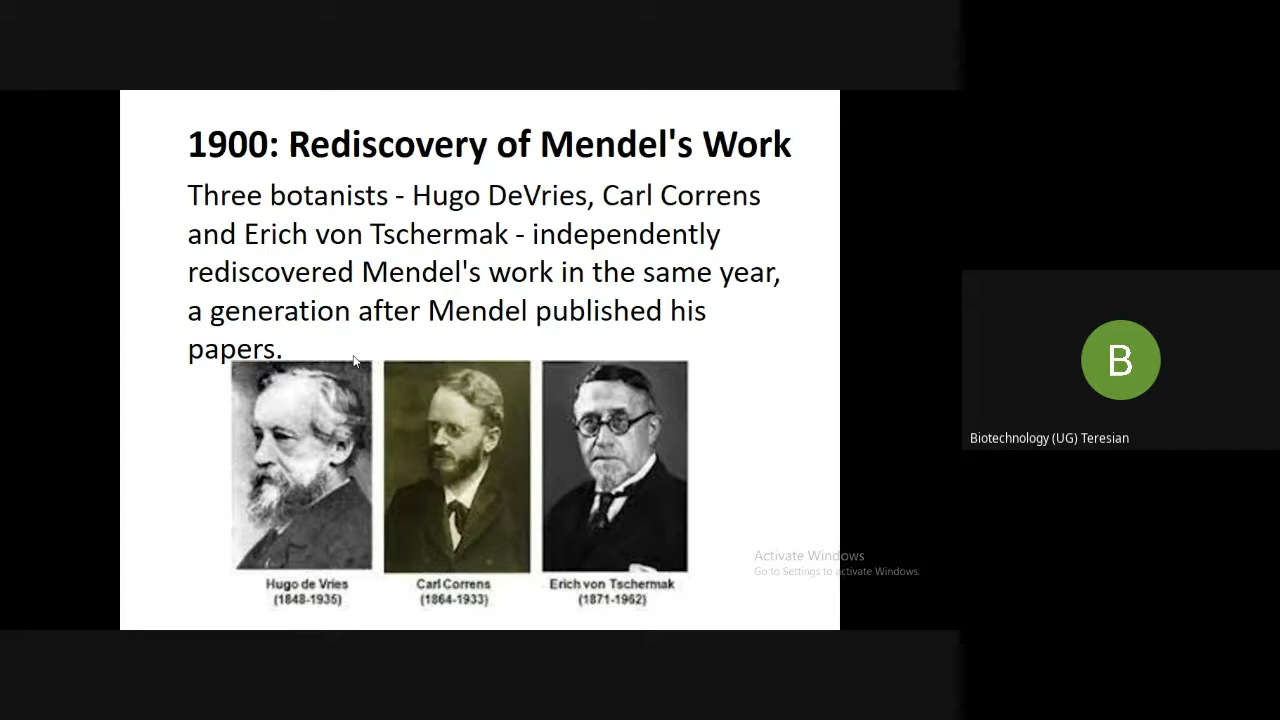 1900: Rediscovery of Mendel's Work
Three botanists - Hugo DeVries, Carl Correns
and Erich von Tschermak - independently
rediscovered Mendel's work in the same year,
a generation after Mendel published his
papers.
Hugo de Vries
(1848-1935)
Carl Correns
(1864-1933)
Erich von Tschermak
(1871-1962)
Activate Windows
Go to Settings to activate Windows.
B
Biotechnology (UG) Teresian